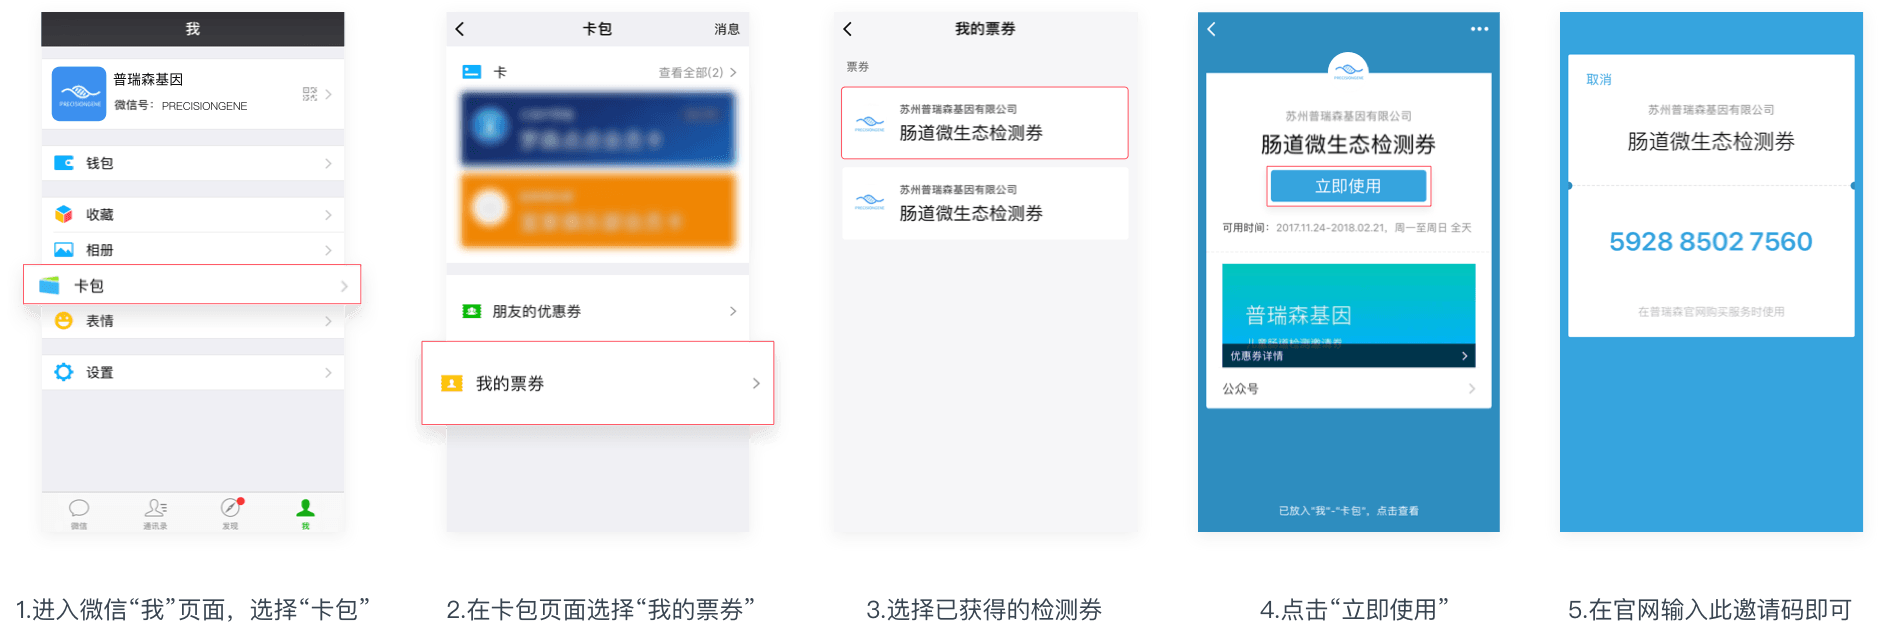 我
普瑞森基因
微信号： PRECISIONGENE
PRECISIONGENE
钱包
收藏
相册
卡包
表情
设置
微信
通讯录
发现
我
1.进入微信“我”页面，选择“卡包”
卡包
消息
卡
查看全部(2)
朋友的优惠券
我的票券
2.在卡包页面选择“我的票券”
我的票券
票券
苏州普瑞森基因有限公司
肠道微生态检测券
PRECISIONGENE
苏州普瑞森基因有限公司
肠道微生态检测券
PRECISIONGENE
3.选择已获得的检测券
PRECISIONGENE
苏州普瑞森基因有限公司
肠道微生态检测券
立即使用
可用时间： 2017.11.24-2018.02.21，周一至周日 全天
普瑞森基因
儿童肠道检测邀请券
优惠券详情
公众号
已放入“我”-“卡包”，点击查看
4.点击“立即使用”
取消
苏州普瑞森基因有限公司
肠道微生态检测券
5928 8502 7560
在普瑞森官网购买服务时使用
5.在官网输入此邀请码即可